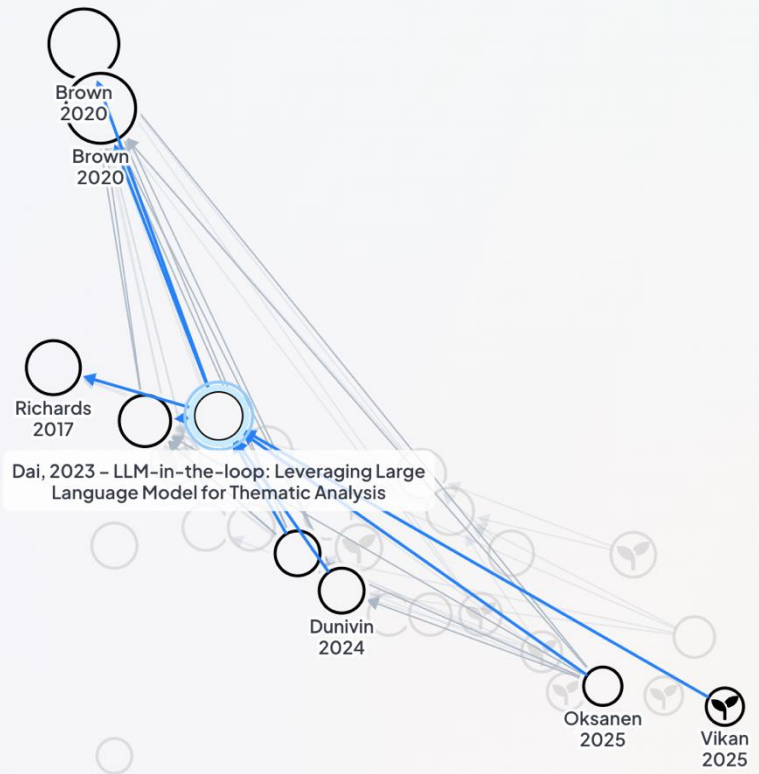 Brown
2020
Brown
2020
Richards
2017
Dai, 2023 – LLM-in-the-loop: Leveraging Large
Language Model for Thematic Analysis
Dunivin
2024
Oksanen
2025
Vikan
2025